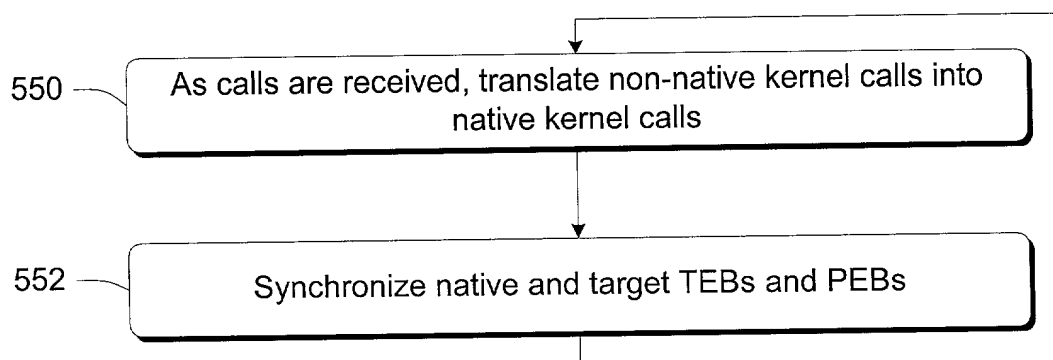 550
As calls are received, translate non-native kernel calls into
native kernel calls
552
Synchronize native and target TEBs and PEBs